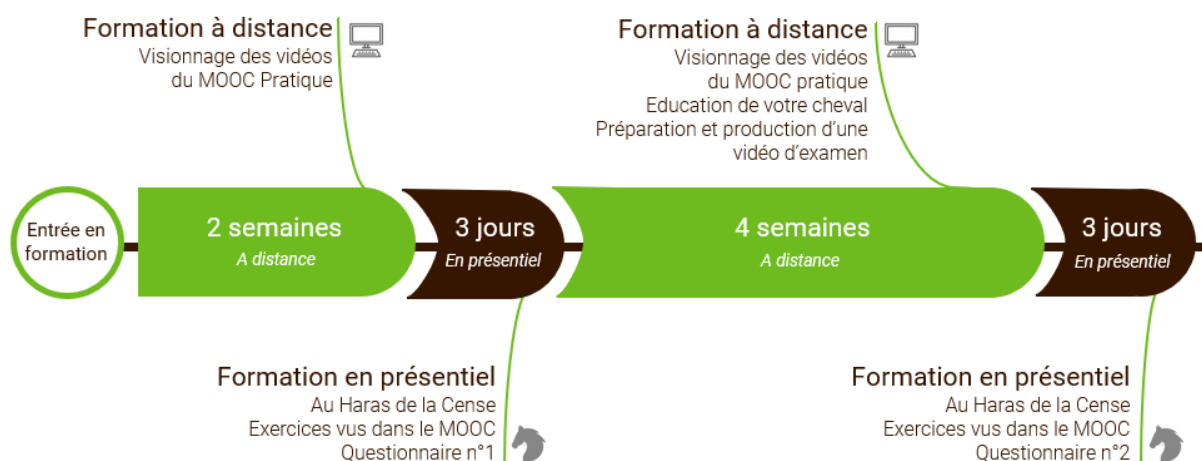 Formation à distance
Visionnage des vidéos
du MOOC Pratique
Formation à distance
Visionnage des vidéos
du MOOC pratique
Education de votre cheval
Préparation et production d'une
vidéo d'examen
Entrée en
formation
2 semaines
A distance
3 jours
En présentiel
4 semaines
A distance
3 jours
En présentiel
Formation en présentiel
Au Haras de la Cense
Exercices vus dans le MOOC
Questionnaire n°1
Formation en présentiel
Au Haras de la Cense
Exercices vus dans le MOOC
Questionnaire n°2